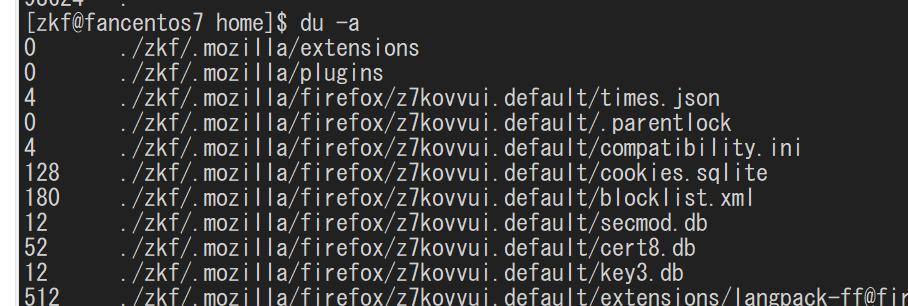 [zkf@fancentos7 home]$ du -a
0 ./zkf/.mozilla/extensions
0 ./zkf/.mozilla/plugins
4 ./zkf/.mozilla/firefox/z7kovvui.default/times.json
0 ./zkf/.mozilla/firefox/z7kovvui.default/.parentlock
4 ./zkf/.mozilla/firefox/z7kovvui.default/compatibility.ini
128 ./zkf/.mozilla/firefox/z7kovvui.default/cookies.sqlite
180 ./zkf/.mozilla/firefox/z7kovvui.default/blocklist.xml
12 ./zkf/.mozilla/firefox/z7kovvui.default/secmod.db
52 ./zkf/.mozilla/firefox/z7kovvui.default/cert8.db
12 ./zkf/.mozilla/firefox/z7kovvui.default/key3.db
512 ./zkf/.mozilla/firefox/z7kovvui.default/extensions/langpack-ff@fir